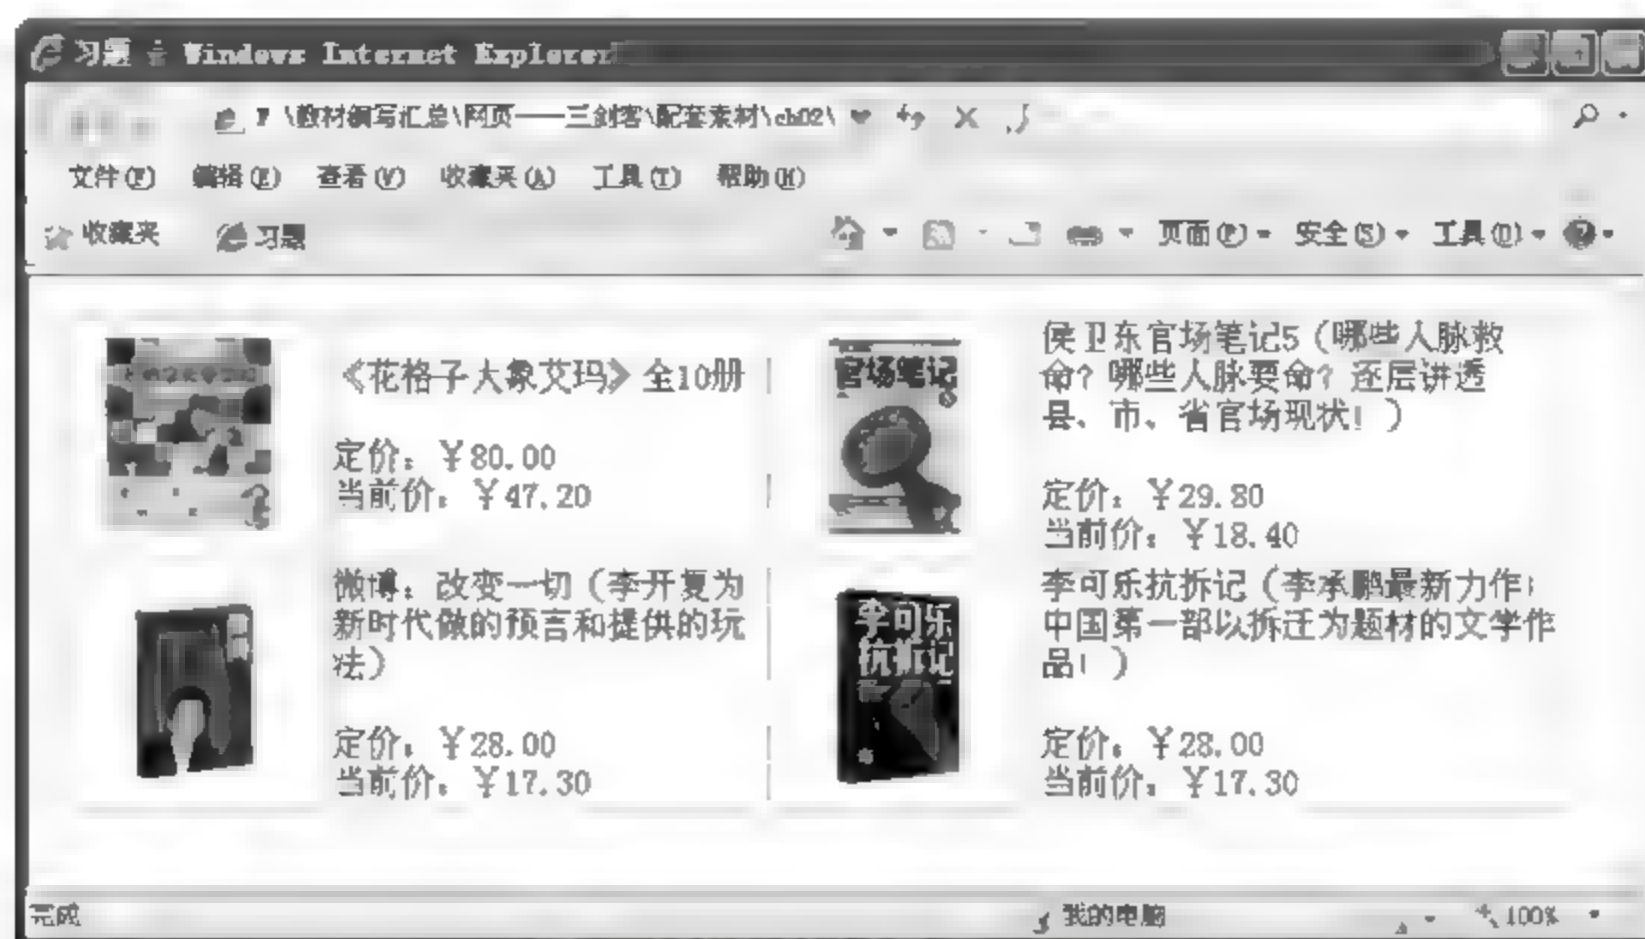 习题 - Windows Internet Explorer
F:\教材编写汇总\网页——三剑客\配套素材\ch02\
文件(F) 编辑(E) 查看(V) 收藏夹(A) 工具(T) 帮助(H)
收藏夹 习题 页面(P) 安全(S) 工具(O)
《花格子大象艾玛》全10册
定价：￥80.00
当前价：￥47.20
官场笔记
侯卫东官场笔记5（哪些人脉救
命？哪些人脉要命？逐层讲透
县、市、省官场现状！）
定价：￥29.80
当前价：￥18.40
微博：改变一切（李开复为
新时代做的预言和提供的玩
法）
定价：￥28.00
当前价：￥17.30
李可乐
抗拆记
李可乐抗拆记（李承鹏最新力作！
中国第一部以拆迁为题材的文学作
品！）
定价：￥28.00
当前价：￥17.30
完成 我的电脑 100%